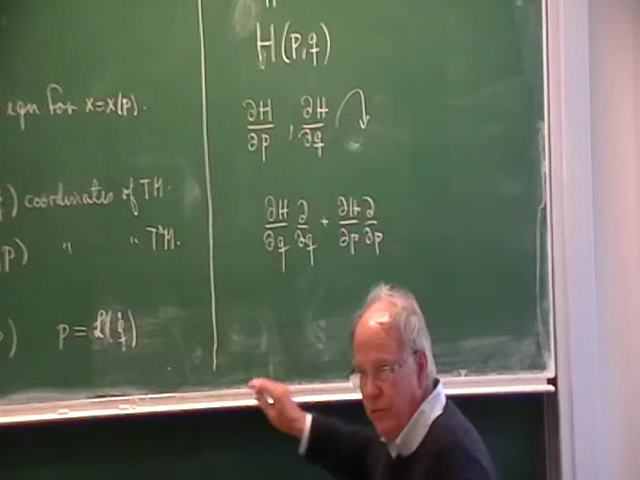 eqn for x=x(p).
) coordinates of TM.
p) " " T*M.
) p = ℒ(q̇)
H(p,q)
∂H/∂p , ∂H/∂q
∂H/∂q ∂/∂q + ∂H/∂p ∂/∂p